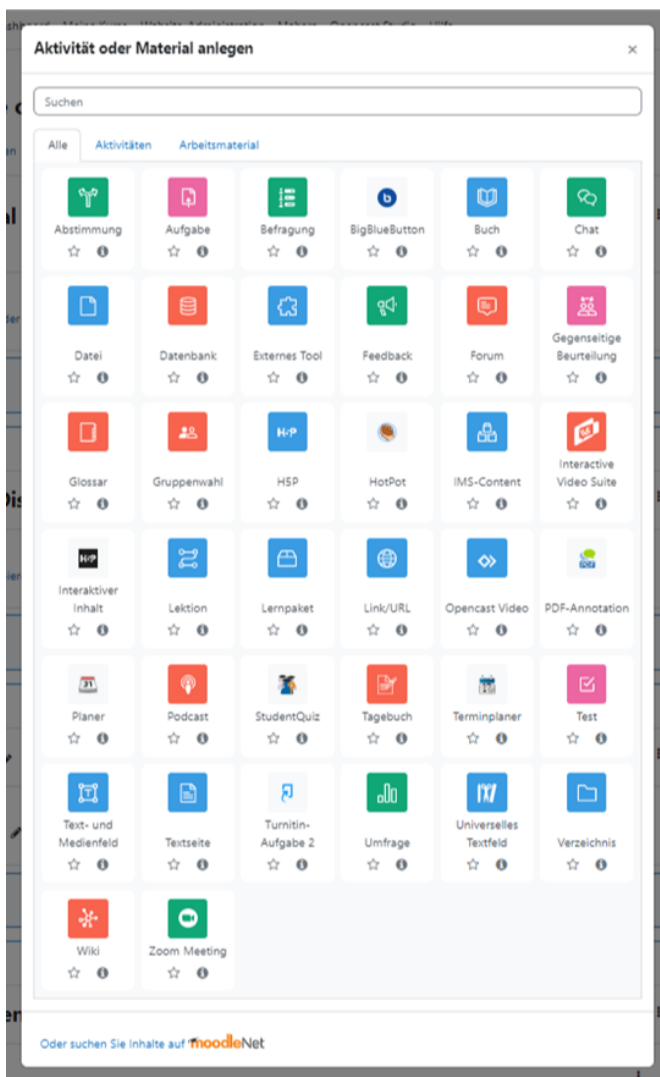 Aktivität oder Material anlegen ×
Suchen
Alle Aktivitäten Arbeitsmaterial
Abstimmung Aufgabe Befragung BigBlueButton Buch Chat
Datei Datenbank Externes Tool Feedback Forum Gegenseitige
Beurteilung
Glossar Gruppenwahl H5P HotPot IMS-Content Interactive
Video Suite
Interaktiver
Inhalt Lektion Lernpaket Link/URL Opencast Video PDF-Annotation
Planer Podcast StudentQuiz Tagebuch Terminplaner Test
Text- und
Medienfeld Textseite Turnitin-
Aufgabe 2 Umfrage Universelles
Textfeld Verzeichnis
Wiki Zoom Meeting
Oder suchen Sie Inhalte auf moodleNet